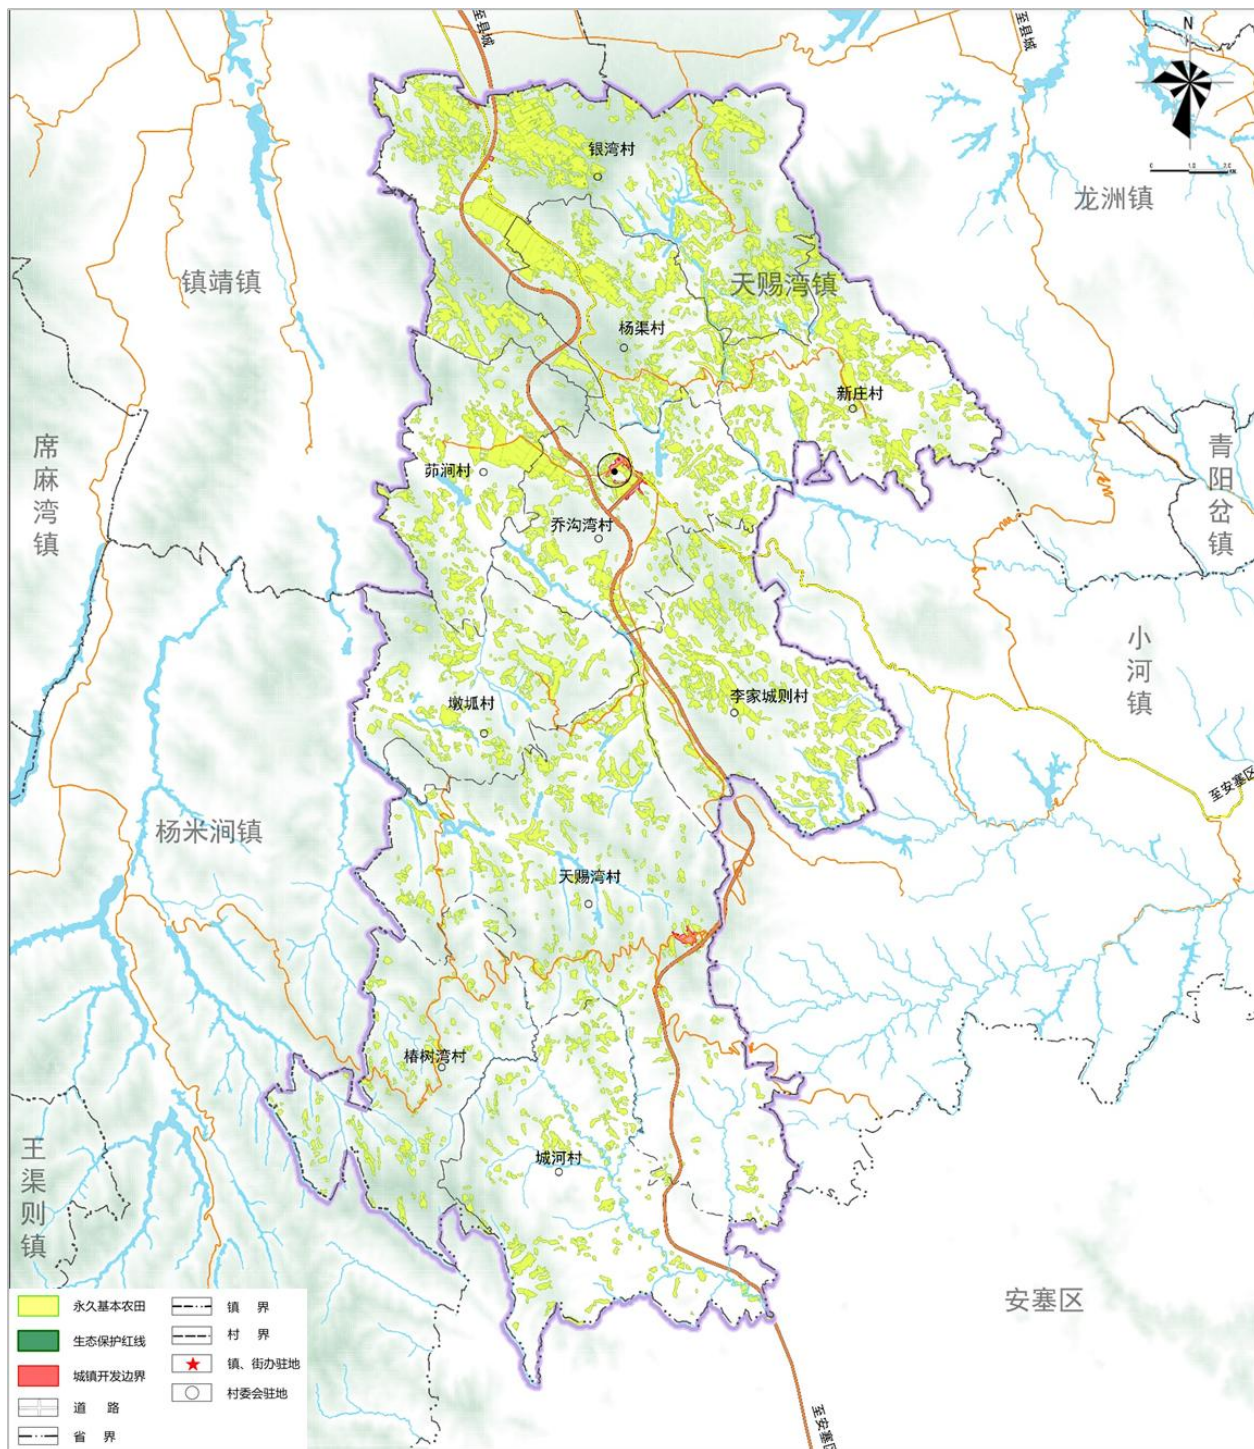 至县城
至县城
N
银湾村
龙洲镇
镇靖镇
天赐湾镇
杨渠村
新庄村
席麻湾镇
青阳岔镇
茆涧村
乔沟湾村
小河镇
李家城则村
墩坬村
至安塞区
杨米涧镇
天赐湾村
椿树湾村
城河村
王渠则镇
安塞区
永久基本农田
镇 界
生态保护红线
村 界
城镇开发边界
镇、街办驻地
道 路
村委会驻地
省 界
至安塞区